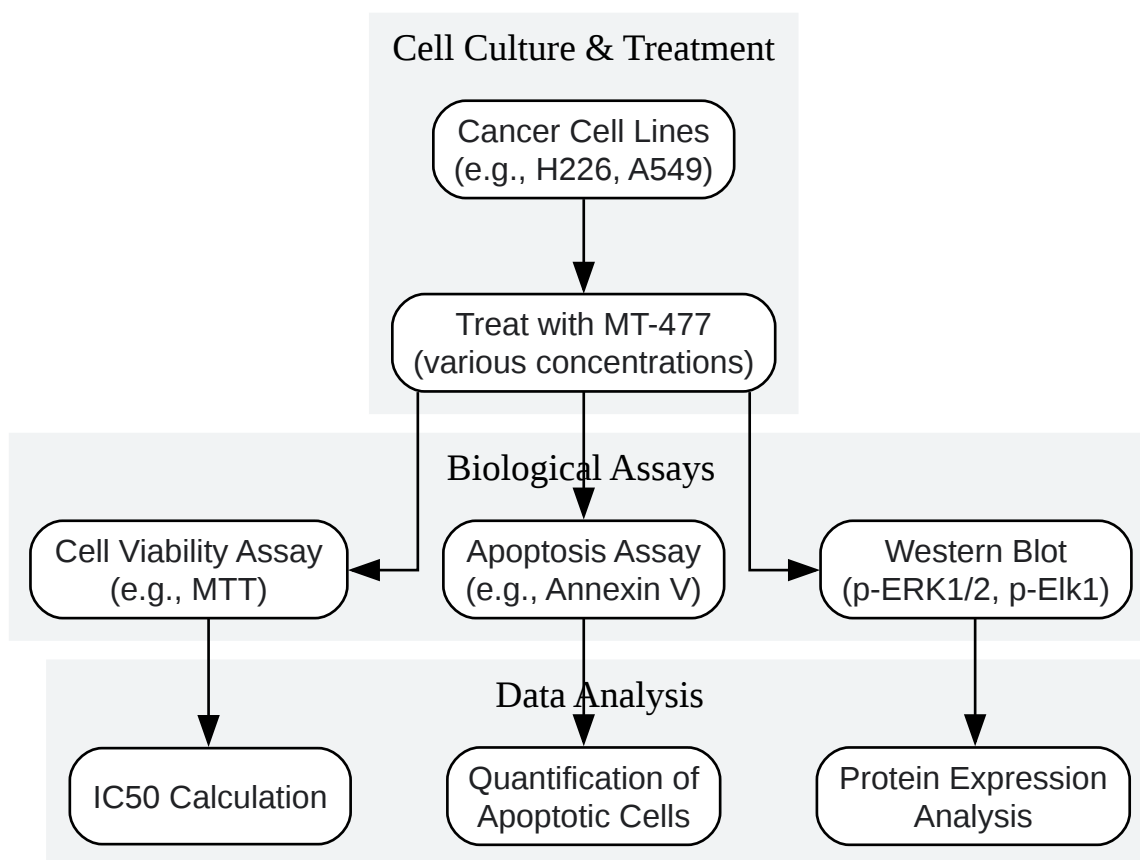 Cell Culture & Treatment
Cancer Cell Lines
(e.g., H226, A549)
Treat with MT-477
(various concentrations)
Biological Assays
Cell Viability Assay
(e.g., MTT)
Apoptosis Assay
(e.g., Annexin V)
Western Blot
(p-ERK1/2, p-Elk1)
Data Analysis
IC50 Calculation
Quantification of
Apoptotic Cells
Protein Expression
Analysis